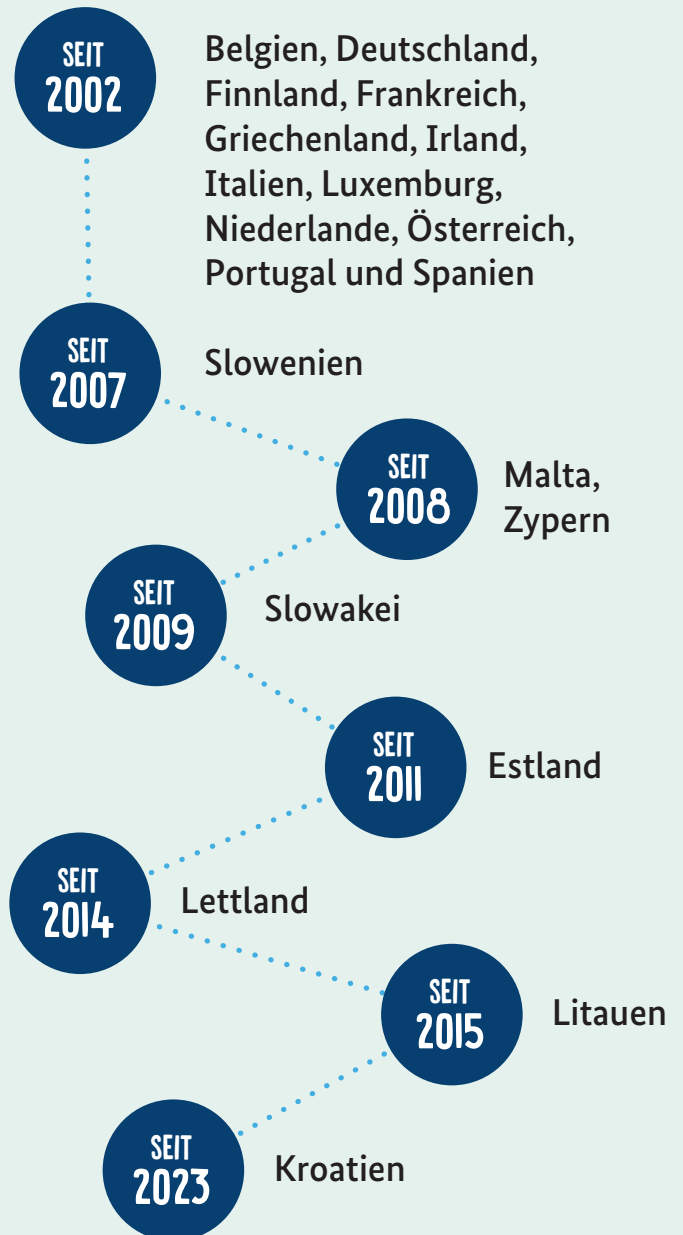 SEIT
2002
Belgien, Deutschland,
Finnland, Frankreich,
Griechenland, Irland,
Italien, Luxemburg,
Niederlande, Österreich,
Portugal und Spanien
SEIT
2007
Slowenien
SEIT
2008
Malta,
Zypern
SEIT
2009
Slowakei
SEIT
2011
Estland
SEIT
2014
Lettland
SEIT
2015
Litauen
SEIT
2023
Kroatien